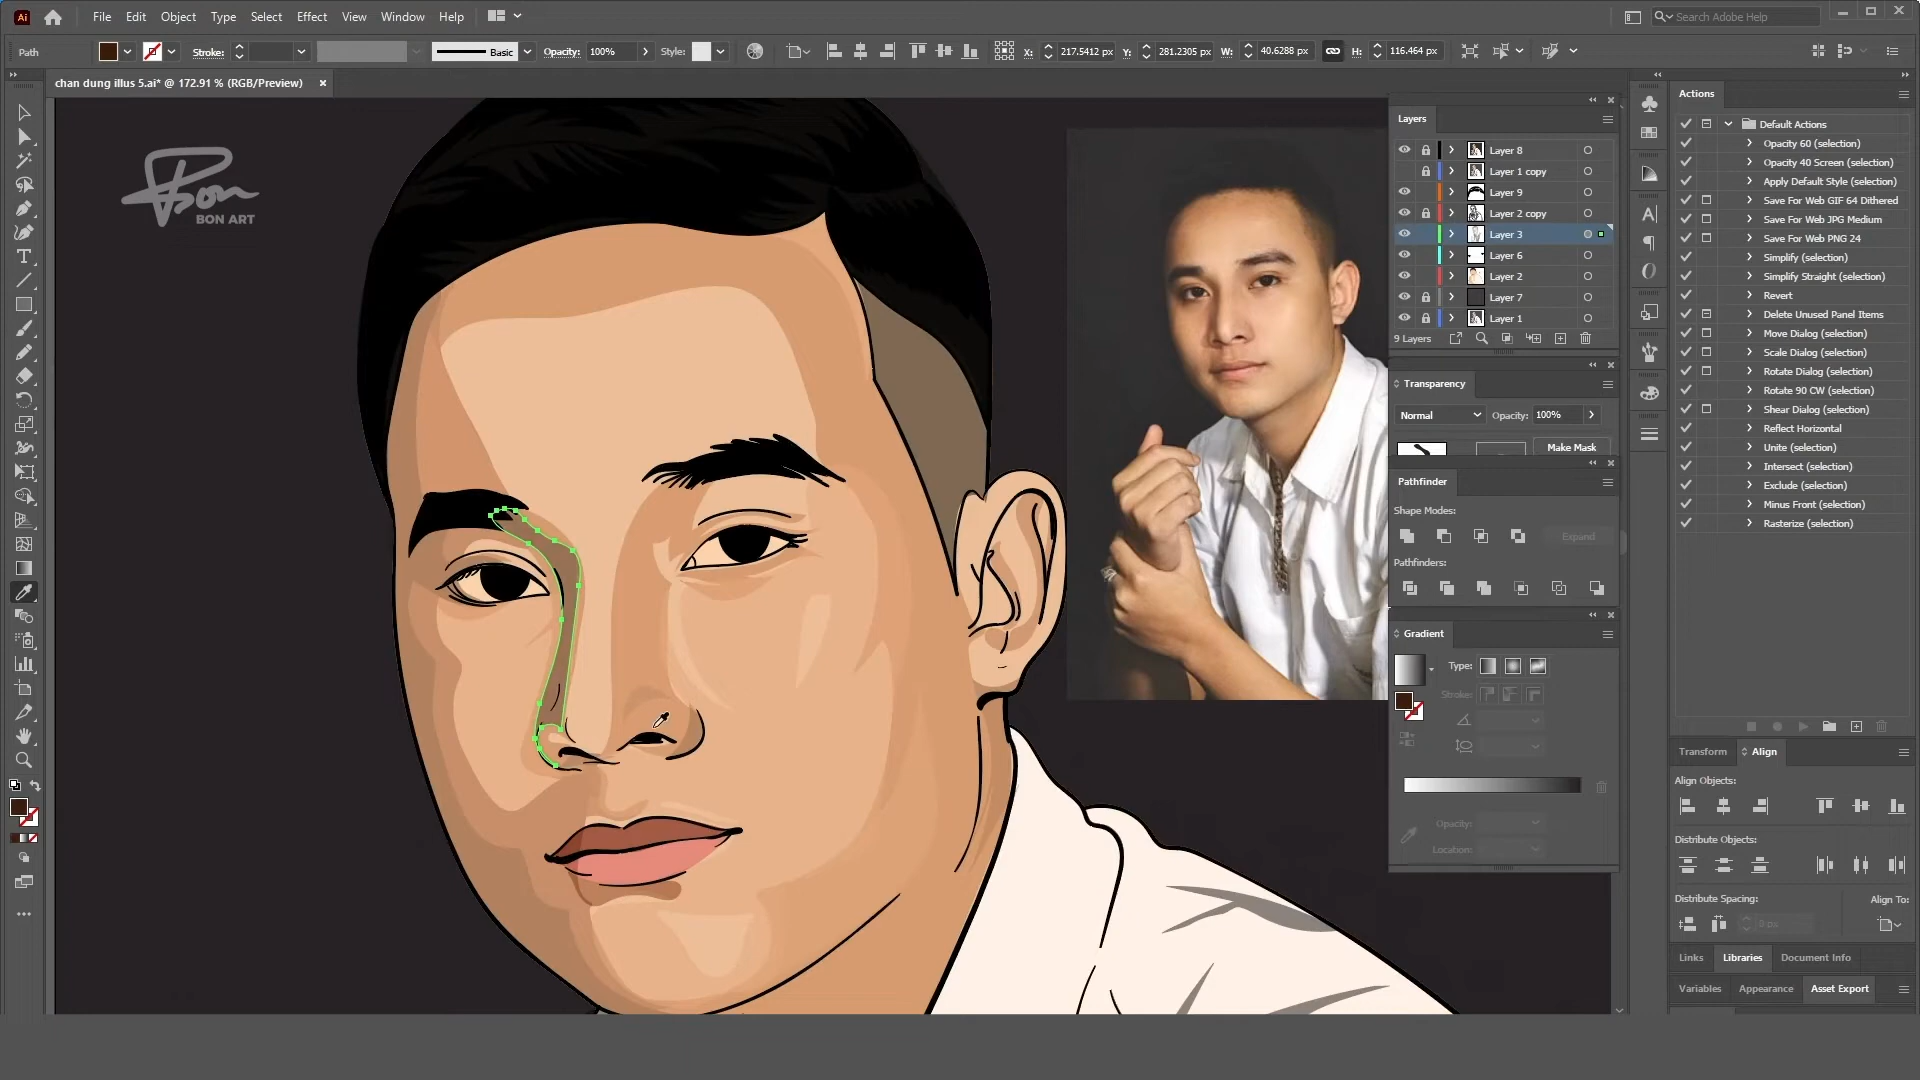 Ai File Edit Object Type Select Effect View Window Help Search Adobe Help
Path Stroke: Basic Opacity: 100% Style: X: 217.5412 px Y: 281.2305 px W: 40.6288 px H: 116.464 px
chan dung illus 5.ai* @ 172.91 % (RGB/Preview)
BON ART
Layers
Layer 8
Layer 1 copy
Layer 9
Layer 2 copy
Layer 3
Layer 6
Layer 2
Layer 7
Layer 1
9 Layers
Transparency
Normal Opacity: 100%
Make Mask
Pathfinder
Shape Modes:
Expand
Pathfinders:
Gradient
Type:
Stroke:
Opacity:
Location:
Actions
Default Actions
Opacity 60 (selection)
Opacity 40 Screen (selection)
Apply Default Style (selection)
Save For Web GIF 64 Dithered
Save For Web JPG Medium
Save For Web PNG 24
Simplify (selection)
Simplify Straight (selection)
Revert
Delete Unused Panel Items
Move Dialog (selection)
Scale Dialog (selection)
Rotate Dialog (selection)
Rotate 90 CW (selection)
Shear Dialog (selection)
Reflect Horizontal
Unite (selection)
Intersect (selection)
Exclude (selection)
Minus Front (selection)
Rasterize (selection)
Transform Align
Align Objects:
Distribute Objects:
Distribute Spacing: Align To:
0 px
Links Libraries Document Info
Variables Appearance Asset Export